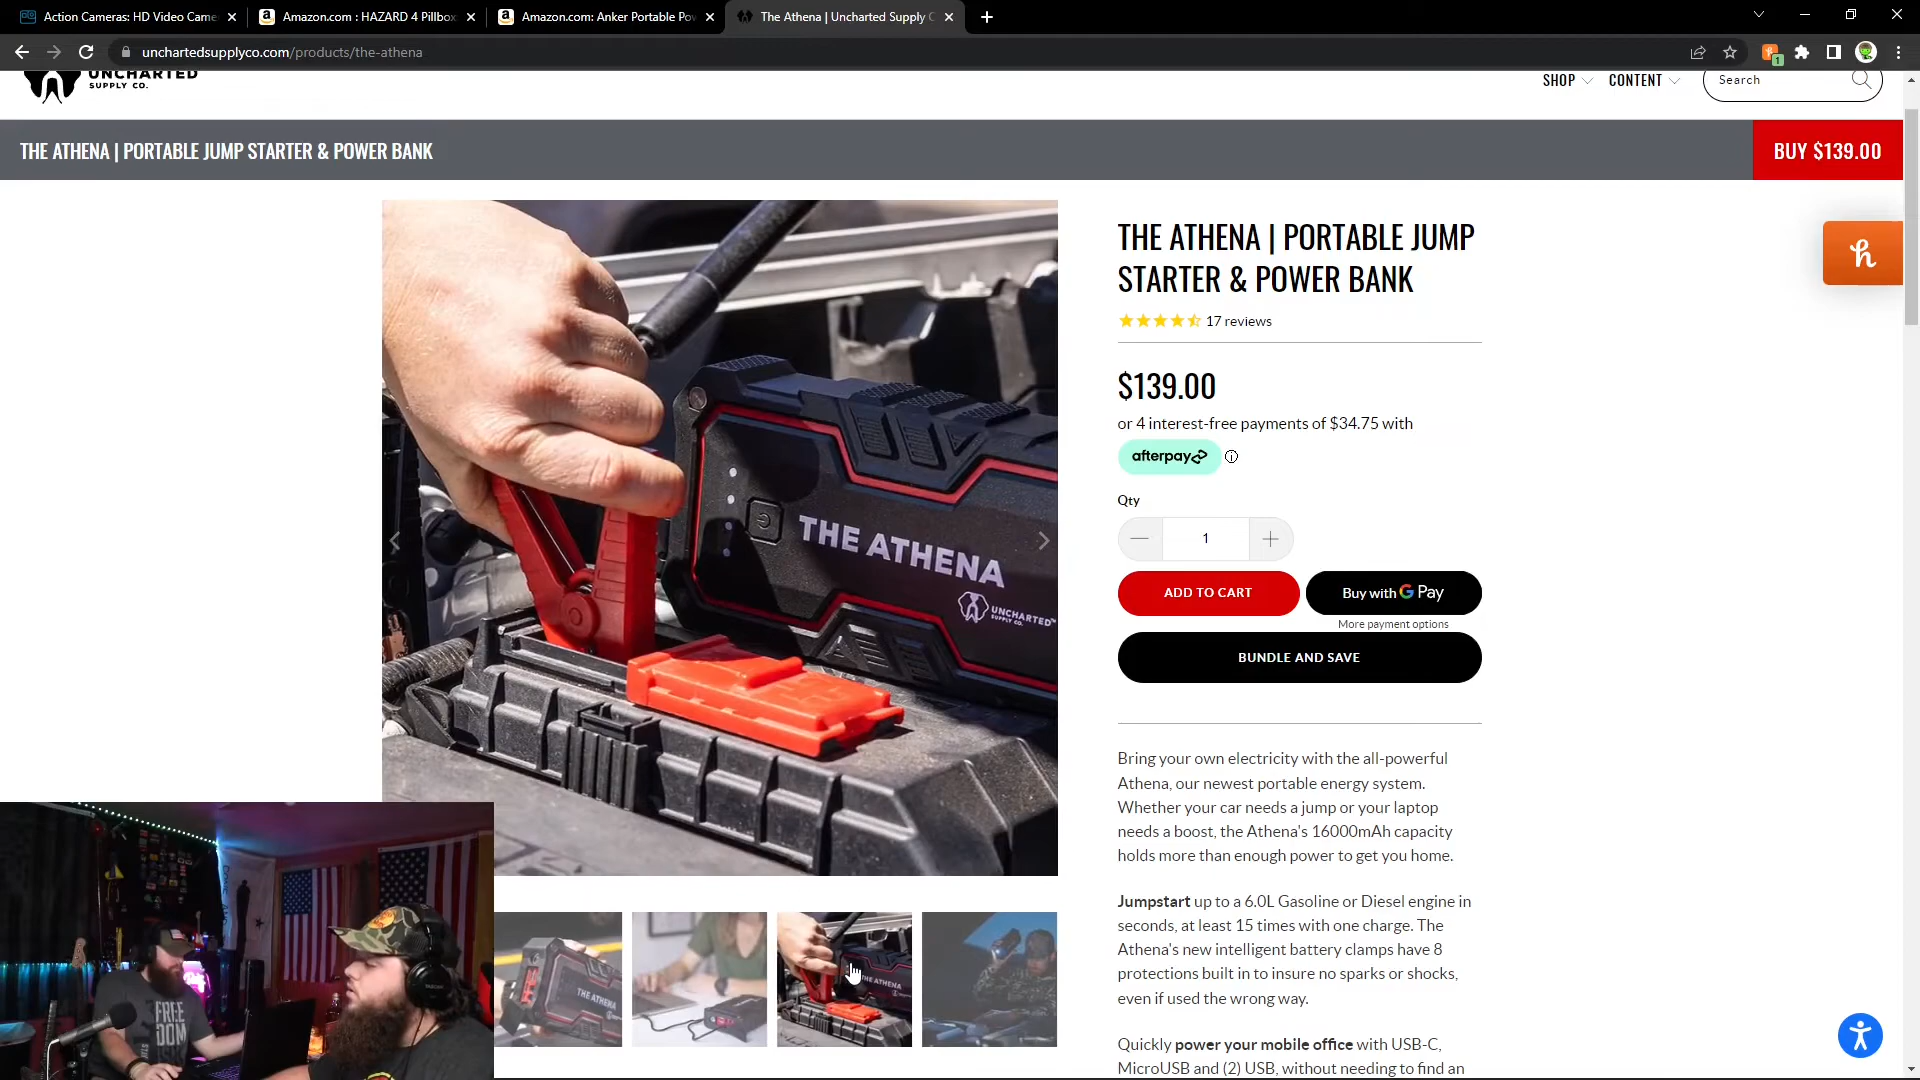 Action Cameras: HD Video Came
Amazon.com : HAZARD 4 Pillbox
Amazon.com: Anker Portable Po
The Athena | Uncharted Supply C
unchartedsupplyco.com/products/the-athena
1
UNCHARTED
SUPPLY CO.
SHOP
CONTENT
Search
THE ATHENA | PORTABLE JUMP STARTER & POWER BANK
BUY $139.00
THE ATHENA
UNCHARTED
SUPPLY CO.
THE ATHENA | PORTABLE JUMP
STARTER & POWER BANK
17 reviews
$139.00
or 4 interest-free payments of $34.75 with
afterpay
Qty
1
ADD TO CART
Buy with G Pay
More payment options
BUNDLE AND SAVE
Bring your own electricity with the all-powerful
Athena, our newest portable energy system.
Whether your car needs a jump or your laptop
needs a boost, the Athena's 16000mAh capacity
holds more than enough power to get you home.
Jumpstart up to a 6.0L Gasoline or Diesel engine in
seconds, at least 15 times with one charge. The
Athena's new intelligent battery clamps have 8
protections built in to insure no sparks or shocks,
even if used the wrong way.
Quickly power your mobile office with USB-C,
MicroUSB and (2) USB, without needing to find an
THE ATHENA
THE ATHENA
FREE
DOM